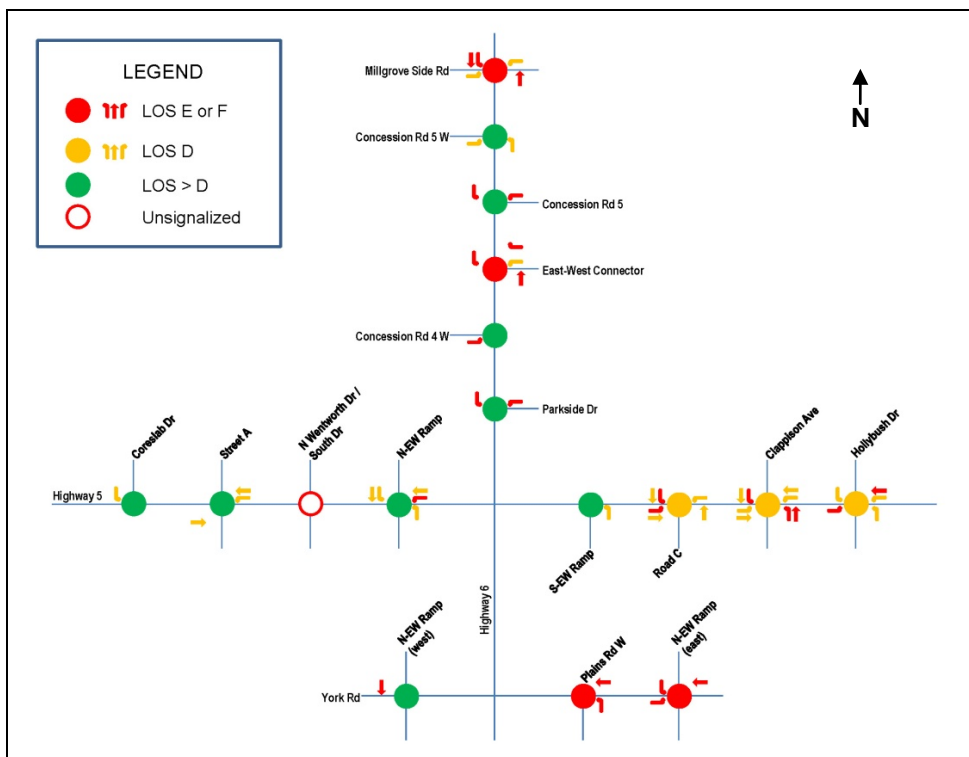 LEGEND
LOS E or F
LOS D
LOS > D
Unsignalized
N
Millgrove Side Rd
Concession Rd 5 W
Concession Rd 5
East-West Connector
Concession Rd 4 W
Parkside Dr
Highway 5
Coreslab Dr
Street A
N Wentworth Dr /
South Dr
N-EW Ramp
S-EW Ramp
Road C
Clappison Ave
Hollybush Dr
Highway 6
York Rd
N-EW Ramp
(west)
Plains Rd W
N-EW Ramp
(east)